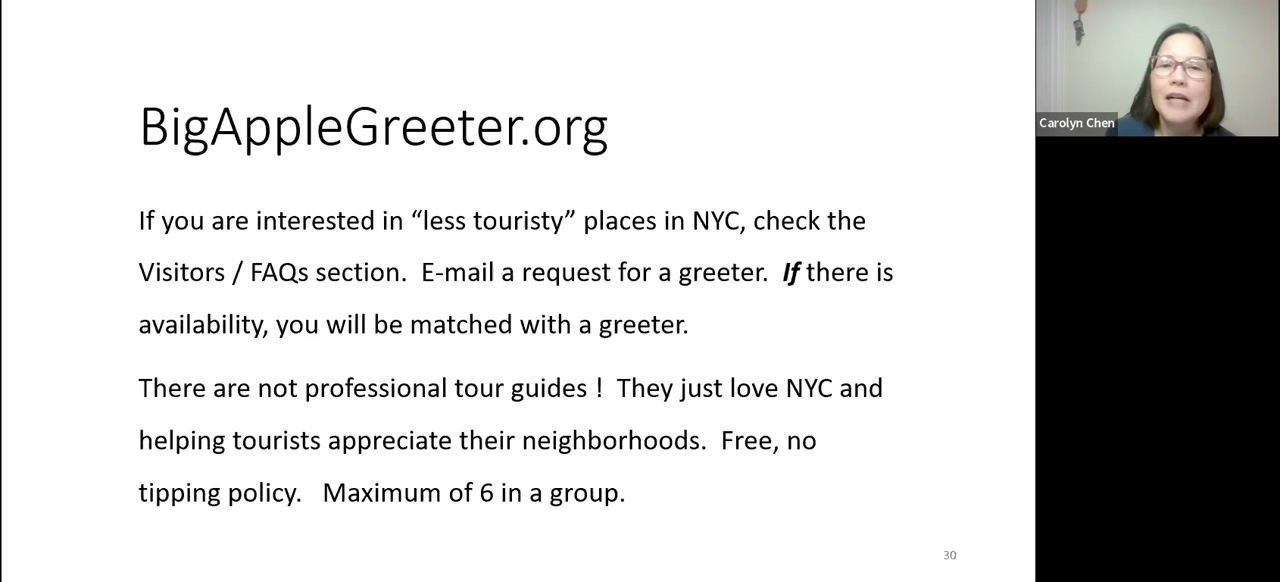 BigAppleGreeter.org
If you are interested in “less touristy” places in NYC, check the
Visitors / FAQs section.  E-mail a request for a greeter.  If there is
availability, you will be matched with a greeter.
There are not professional tour guides !  They just love NYC and
helping tourists appreciate their neighborhoods.  Free, no
tipping policy.   Maximum of 6 in a group.
30
Carolyn Chen